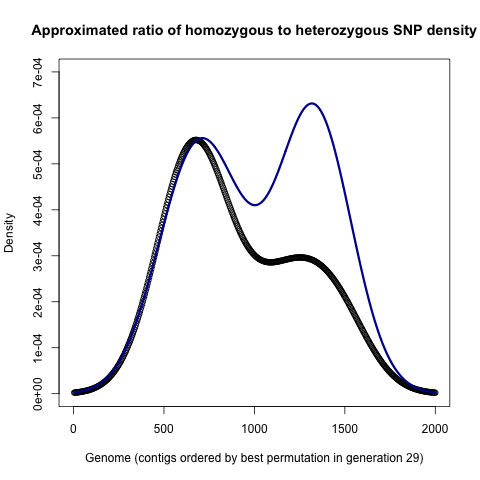 Approximated ratio of homozygous to heterozygous SNP density
Density
7e-04
6e-04
5e-04
4e-04
3e-04
2e-04
1e-04
0e+00
0 500 1000 1500 2000
Genome (contigs ordered by best permutation in generation 29)